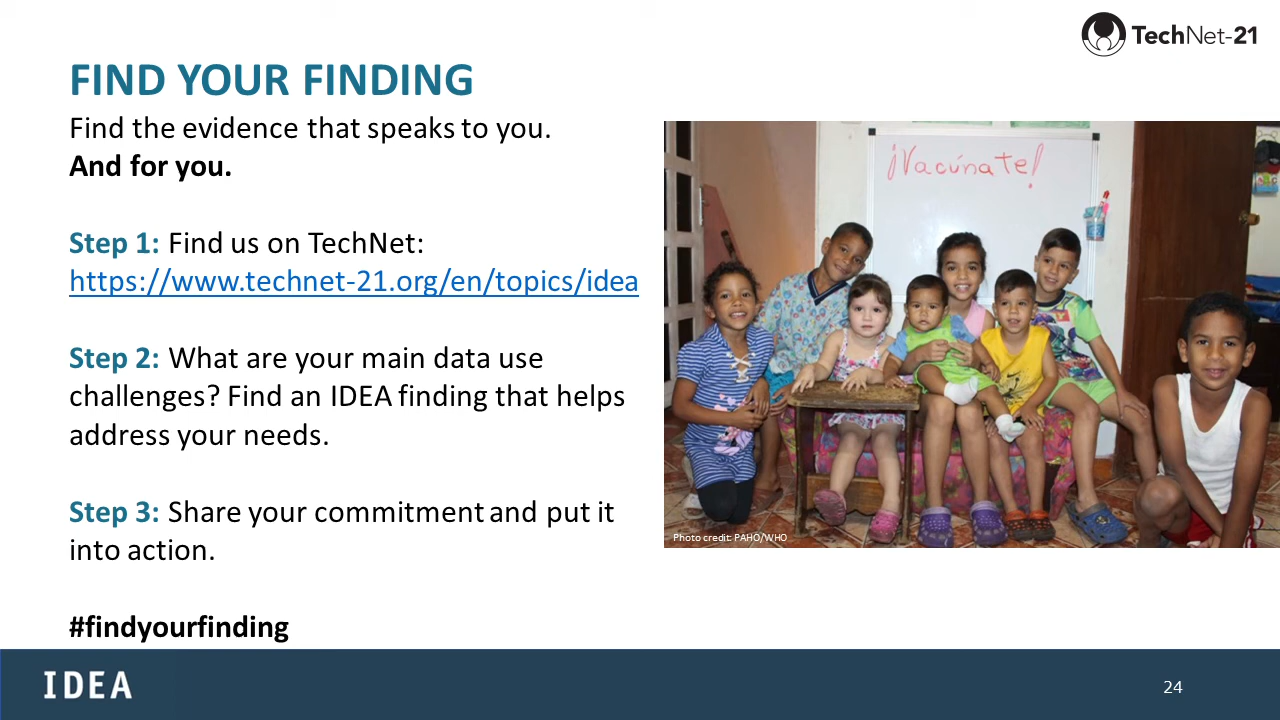 TechNet-21
FIND YOUR FINDING
Find the evidence that speaks to you.
And for you.
Step 1: Find us on TechNet:
https://www.technet-21.org/en/topics/idea
Step 2: What are your main data use
challenges? Find an IDEA finding that helps
address your needs.
Step 3: Share your commitment and put it
into action.
#findyourfinding
¡Vacúnate!
Photo credit: PAHO/WHO
IDEA
24